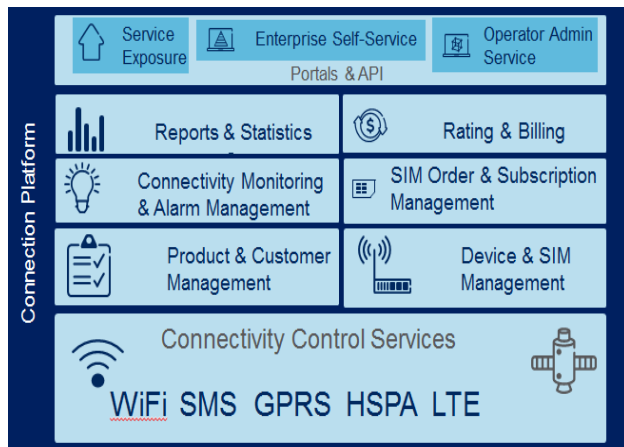 Connection Platform
Service
Exposure
Enterprise Self-Service
Operator Admin
Service
Portals & API
Reports & Statistics
Rating & Billing
Connectivity Monitoring
& Alarm Management
SIM Order & Subscription
Management
Product & Customer
Management
Device & SIM
Management
Connectivity Control Services
WiFi SMS GPRS HSPA LTE